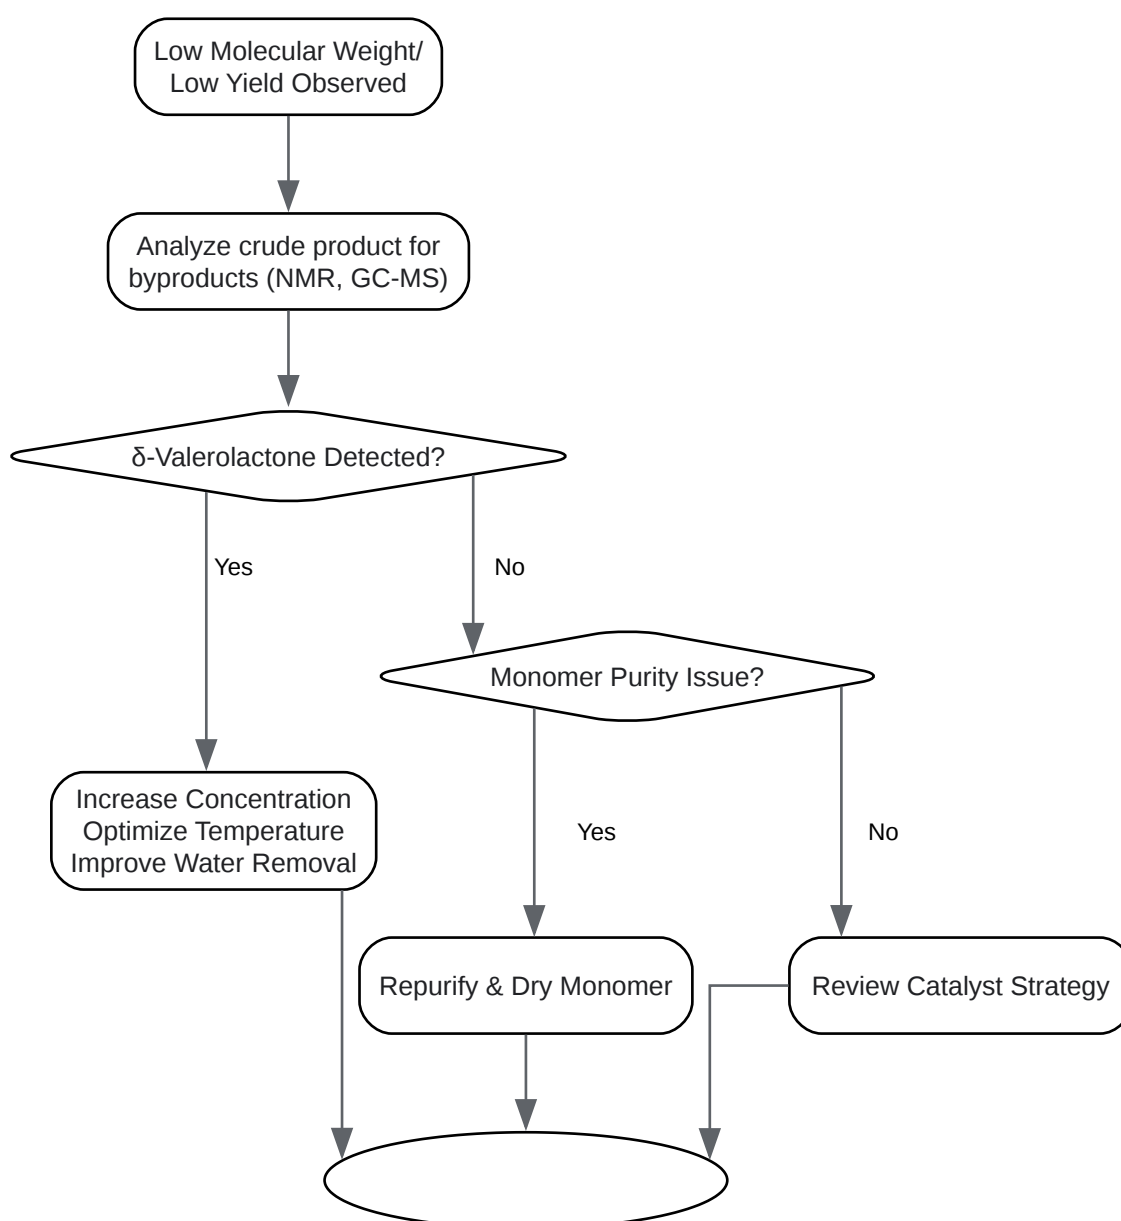 Low Molecular Weight/
Low Yield Observed
Analyze crude product for
byproducts (NMR, GC-MS)
δ-Valerolactone Detected?
Yes
No
Monomer Purity Issue?
Increase Concentration
Optimize Temperature
Improve Water Removal
Yes
No
Repurify & Dry Monomer
Review Catalyst Strategy